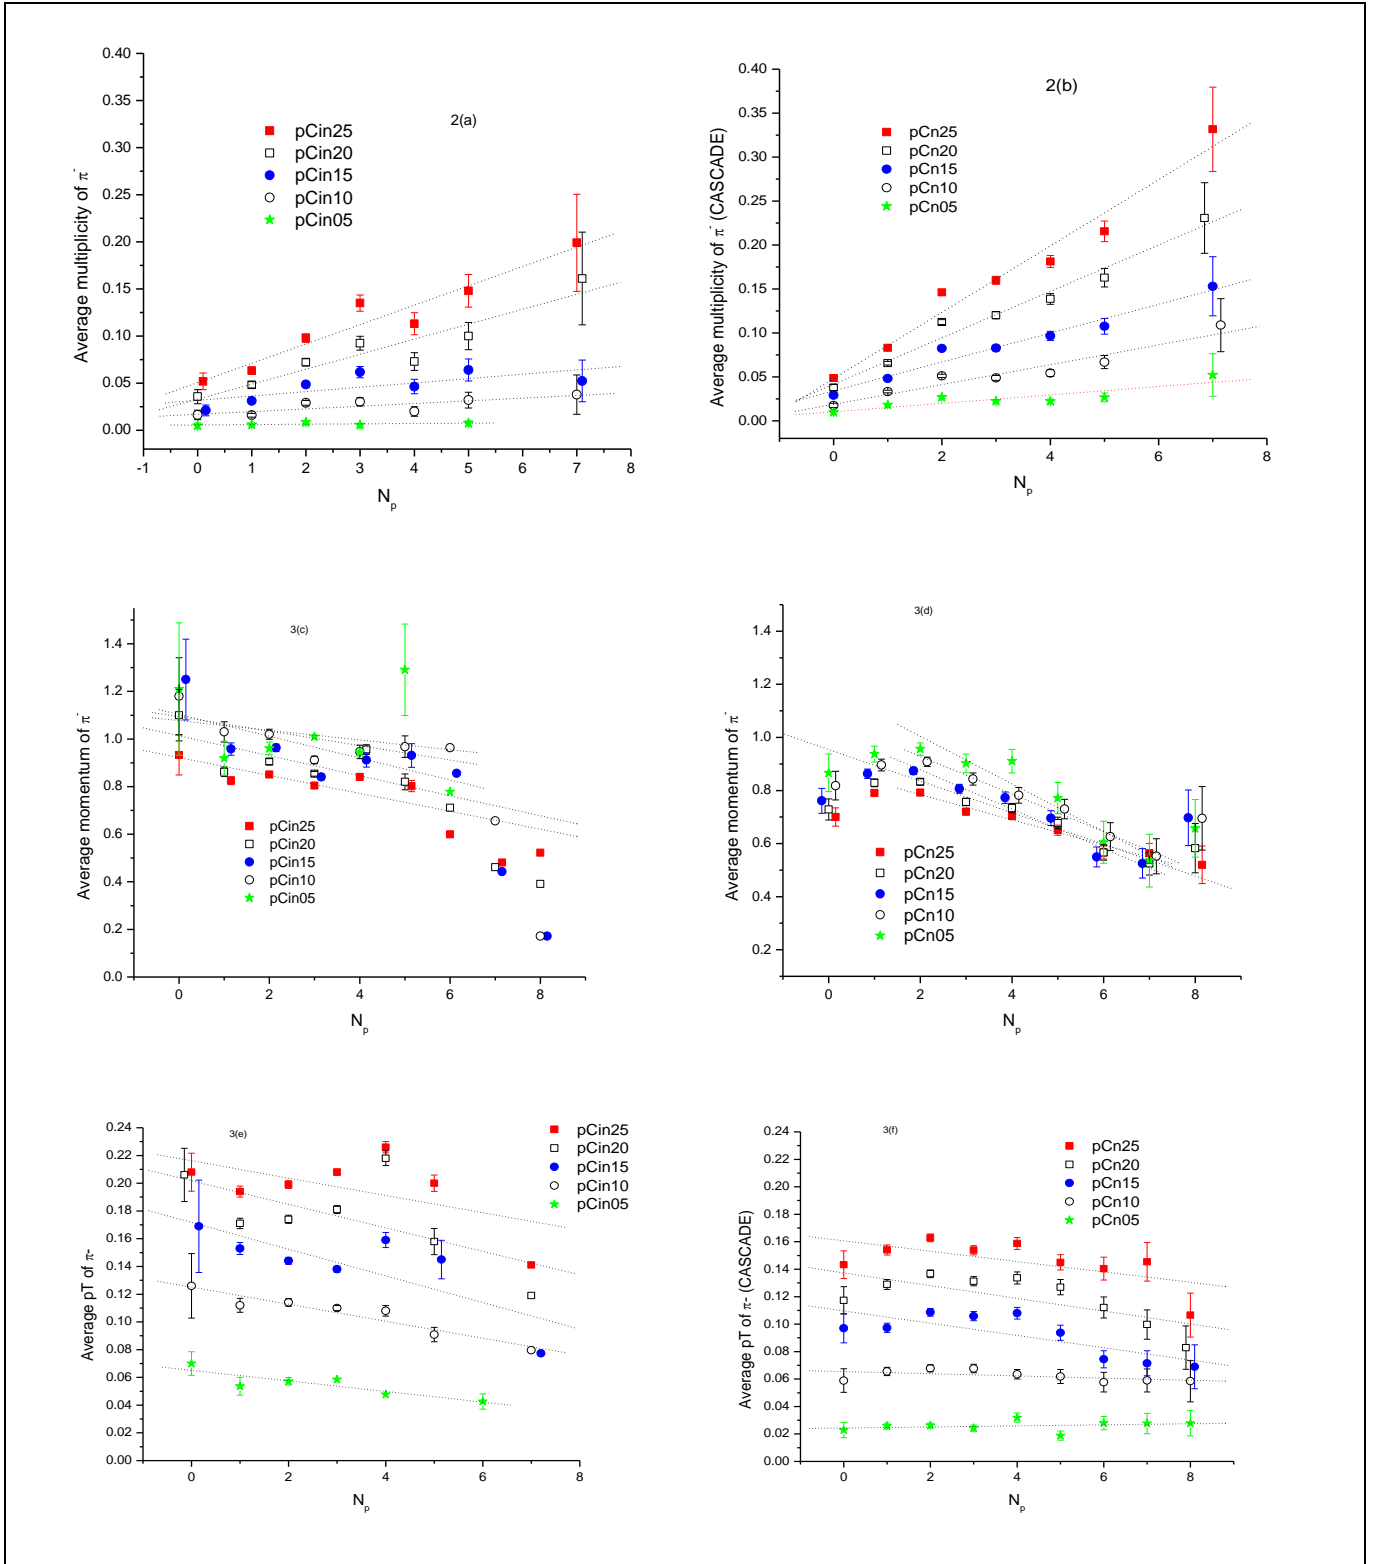 2(a)
pCin25
pCin20
pCin15
pCin10
pCin05
Average multiplicity of π-
0.40
0.35
0.30
0.25
0.20
0.15
0.10
0.05
0.00
-1 0 1 2 3 4 5 6 7 8
Np
2(b)
pCn25
pCn20
pCn15
pCn10
pCn05
Average multiplicity of π- (CASCADE)
0.40
0.35
0.30
0.25
0.20
0.15
0.10
0.05
0.00
0 2 4 6 8
Np
3(c)
pCin25
pCin20
pCin15
pCin10
pCin05
Average momentum of π-
1.4
1.2
1.0
0.8
0.6
0.4
0.2
0.0
0 2 4 6 8
Np
3(d)
pCn25
pCn20
pCn15
pCn10
pCn05
Average momentum of π-
1.4
1.2
1.0
0.8
0.6
0.4
0.2
0 2 4 6 8
Np
3(e)
pCin25
pCin20
pCin15
pCin10
pCin05
Average pT of π-
0.24
0.22
0.20
0.18
0.16
0.14
0.12
0.10
0.08
0.06
0.04
0.02
0.00
0 2 4 6 8
Np
3(f)
pCn25
pCn20
pCn15
pCn10
pCn05
Average pT of π- (CASCADE)
0.24
0.22
0.20
0.18
0.16
0.14
0.12
0.10
0.08
0.06
0.04
0.02
0.00
0 2 4 6 8
Np